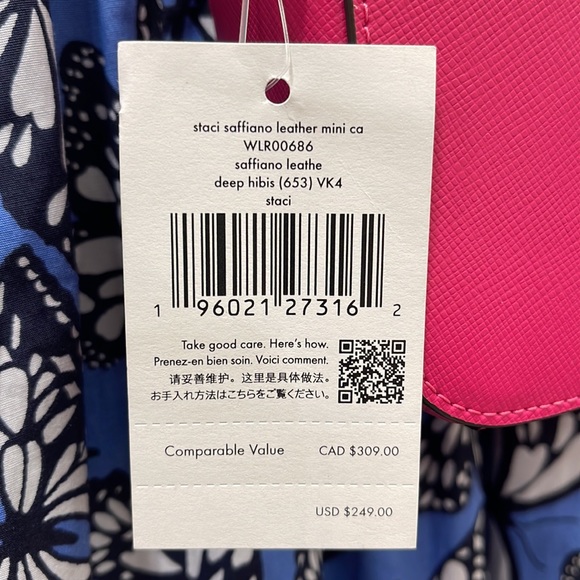 staci saffiano leather mini ca
WLR00686
saffiano leathe
deep hibis (653) VK4
staci
1 96021 27316 2
Take good care. Here's how.
Prenez-en bien soin. Voici comment.
请妥善维护。这里是具体做法。
お手入れ方法はこちらをご覧ください。
Comparable Value CAD $309.00
USD $249.00